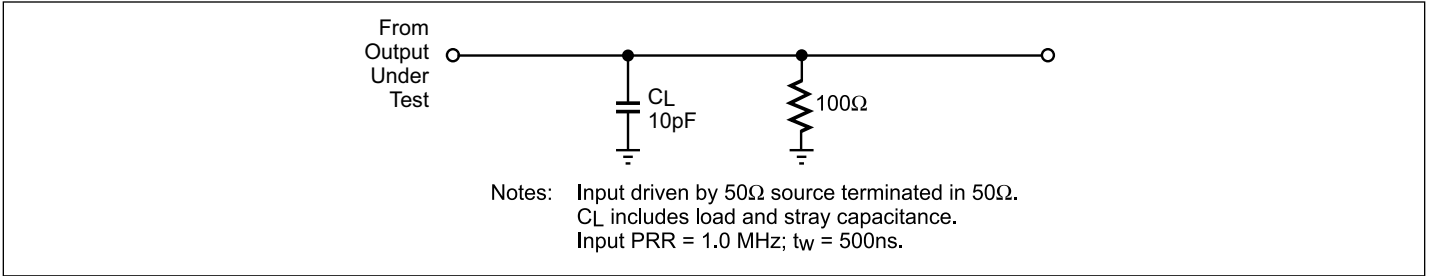 From
Output
Under
Test
CL
10pF
100Ω
Notes: Input driven by 50Ω source terminated in 50Ω.
CL includes load and stray capacitance.
Input PRR = 1.0 MHz; tw = 500ns.